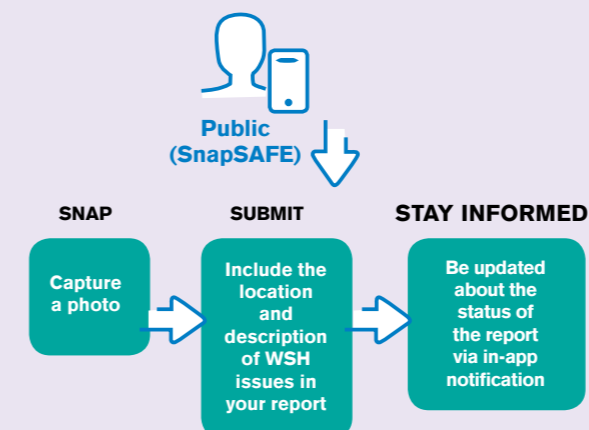 Public
(SnapSAFE)
SNAP
Capture
a photo
SUBMIT
Include the
location
and
description
of WSH
issues in
your report
STAY INFORMED
Be updated
about the
status of
the report
via in-app
notification